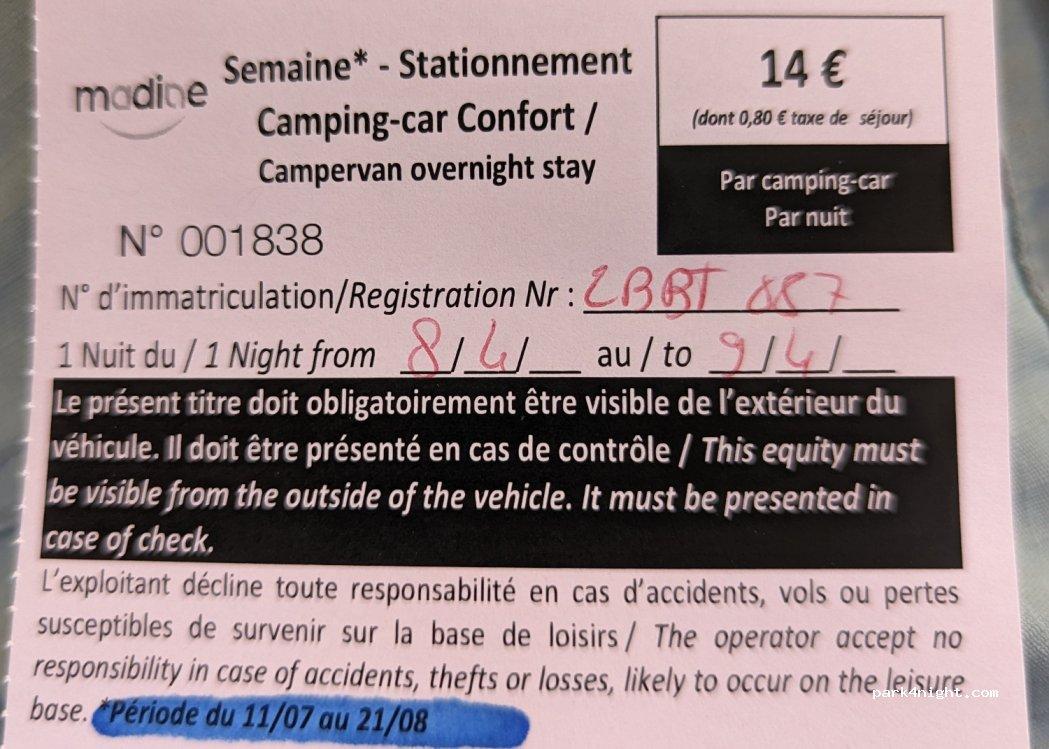 madine
Semaine* - Stationnement
Camping-car Confort /
Campervan overnight stay
14 €
(dont 0,80 € taxe de séjour)
Par camping-car
Par nuit
N° 001838
N° d'immatriculation/Registration Nr :
1 Nuit du / 1 Night from 8/4/ au / to 9/4/
Le présent titre doit obligatoirement être visible de l'extérieur du
véhicule. Il doit être présenté en cas de contrôle / This equity must
be visible from the outside of the vehicle. It must be presented in
case of check.
L'exploitant décline toute responsabilité en cas d'accidents, vols ou pertes
susceptibles de survenir sur la base de loisirs / The operator accept no
responsibility in case of accidents, thefts or losses, likely to occur on the leisure
base. *Période du 11/07 au 21/08
park4night.com